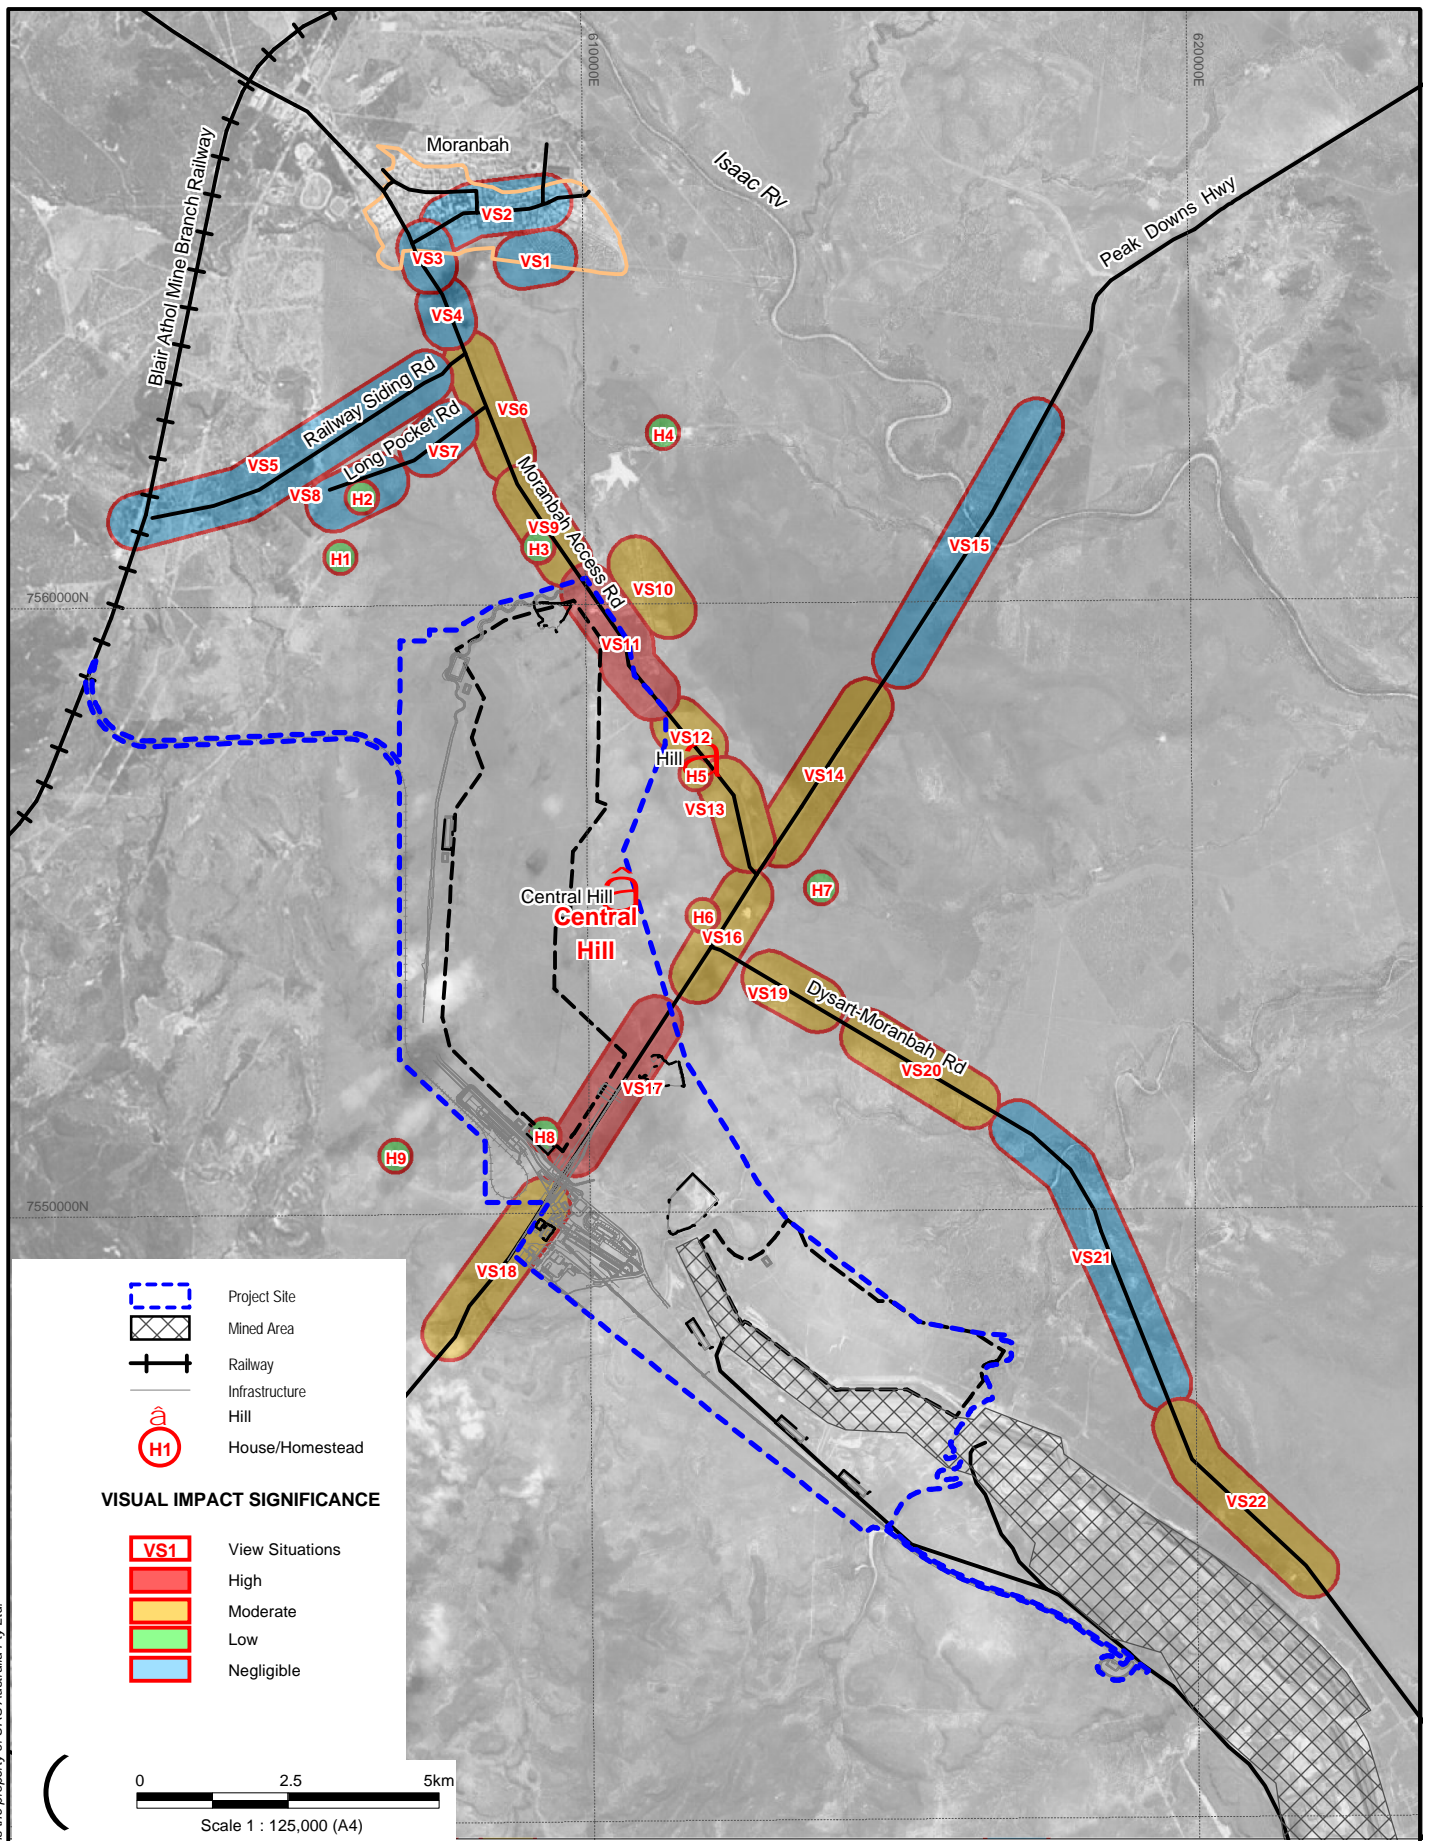 610000E
620000E
Moranbah
Isaac Rv
Peak Downs Hwy
Blair Athol Mine Branch Railway
VS2
VS3
VS1
VS4
Railway Siding Rd
VS6
Long Pocket Rd
H4
VS7
VS5
VS8
H2
Moranbah Access Rd
VS9
H3
VS15
H1
VS10
7560000N
VS11
VS12
Hill
H5
VS14
VS13
H7
Central Hill
Central
Hill
H6
VS16
VS19
Dysart-Moranbah Rd
VS20
VS17
H8
H9
7550000N
VS21
VS18
VS22
Project Site
Mined Area
Railway
Infrastructure
â
Hill
H1
House/Homestead
VISUAL IMPACT SIGNIFICANCE
VS1
View Situations
High
Moderate
Low
Negligible
(
0
2.5
5km
Scale 1 : 125,000 (A4)